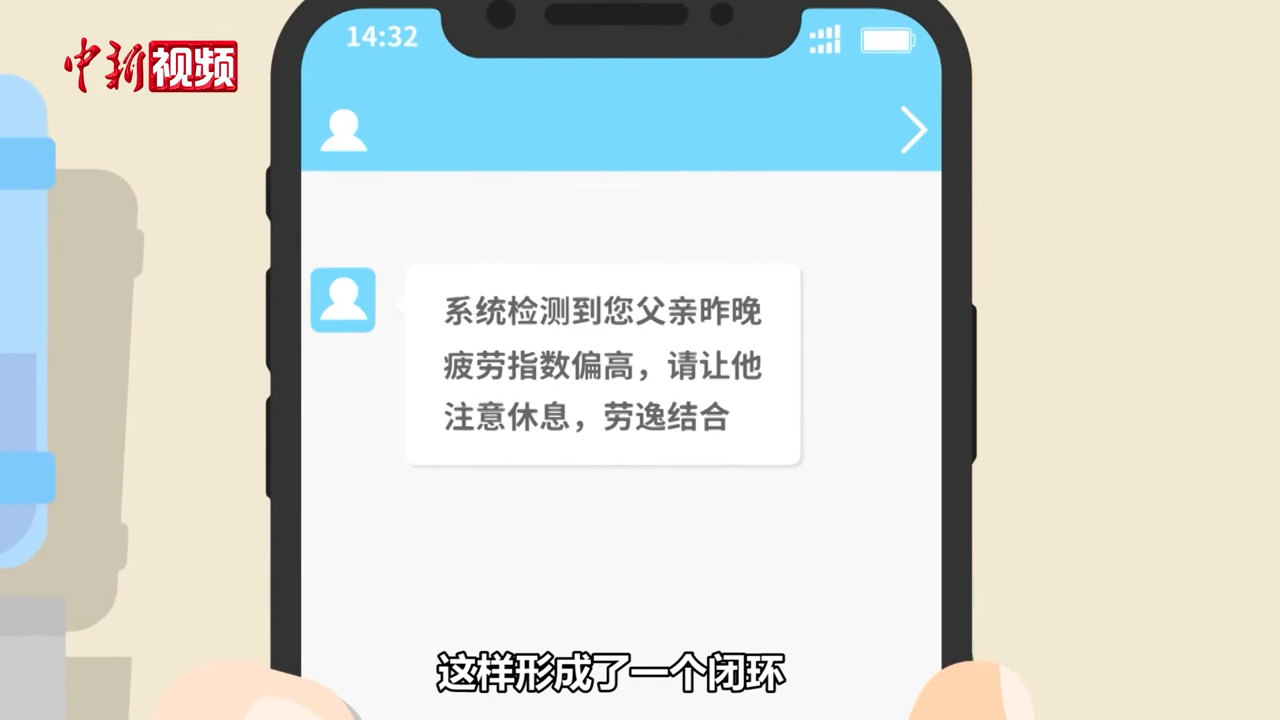 中新视频
14:32
系统检测到您父亲昨晚
疲劳指数偏高，请让他
注意休息，劳逸结合
这样形成了一个闭环